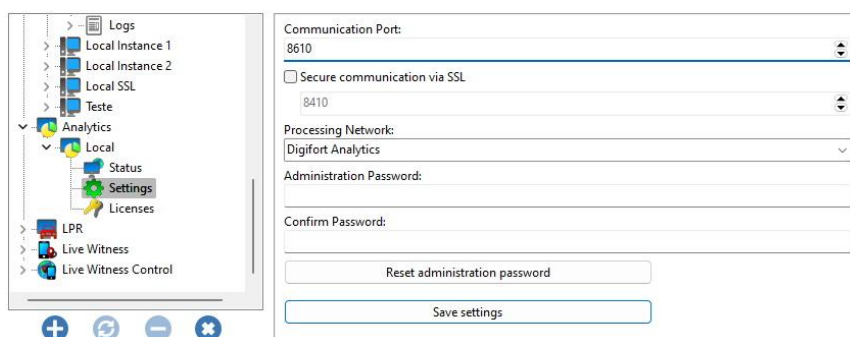 Logs
Local Instance 1
Local Instance 2
Local SSL
Teste
Analytics
Local
Status
Settings
Licenses
LPR
Live Witness
Live Witness Control
Communication Port:
8610
Secure communication via SSL
8410
Processing Network:
Digifort Analytics
Administration Password:
Confirm Password:
Reset administration password
Save settings